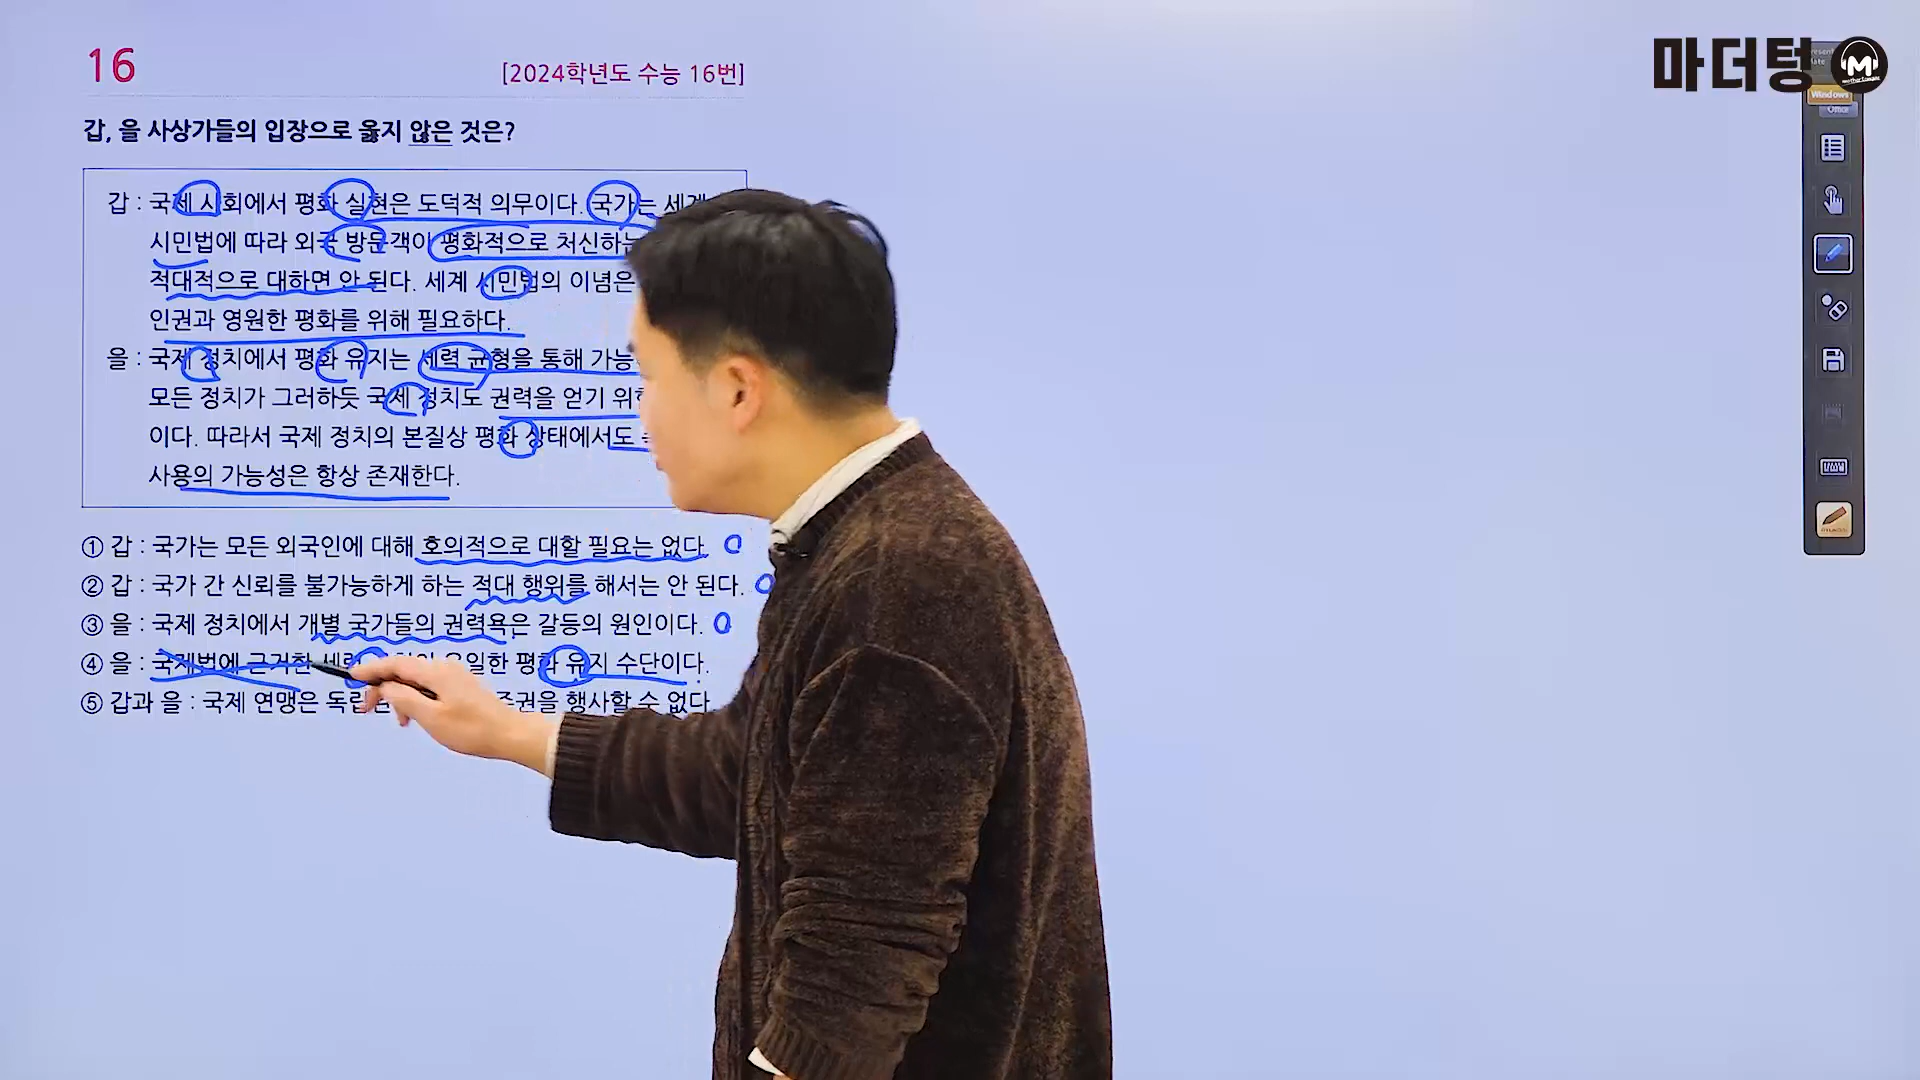 16
[2024학년도 수능 16번]
마더텅
갑, 을 사상가들의 입장으로 옳지 않은 것은?
갑 : 국제 사회에서 평화 실현은 도덕적 의무이다. 국가는 세계
시민법에 따라 외국 방문객이 평화적으로 처신하는
적대적으로 대하면 안 된다. 세계 시민법의 이념은
인권과 영원한 평화를 위해 필요하다.
을 : 국제 정치에서 평화 유지는 세력 균형을 통해 가능
모든 정치가 그러하듯 국제 정치도 권력을 얻기
이다. 따라서 국제 정치의 본질상 평화 상태에서도
사용의 가능성은 항상 존재한다.
① 갑 : 국가는 모든 외국인에 대해 호의적으로 대할 필요는 없다.
② 갑 : 국가 간 신뢰를 불가능하게 하는 적대 행위를 해서는 안 된다.
③ 을 : 국제 정치에서 개별 국가들의 권력욕은 갈등의 원인이다.
④ 을 : 국제법에 근거한 평화 유지 수단이다.
⑤ 갑과 을 : 국제 연맹은 행사할 수 없다.
Windows